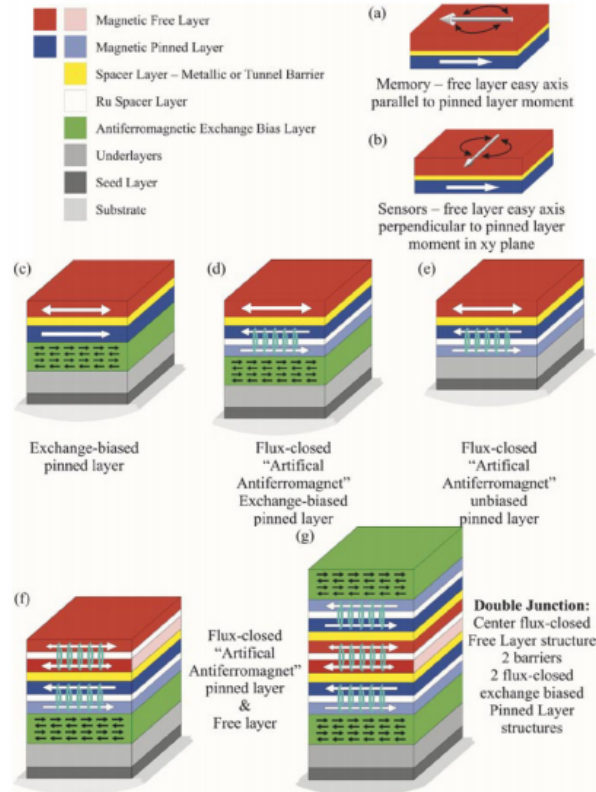 Magnetic Free Layer
Magnetic Pinned Layer
Spacer Layer – Metallic or Tunnel Barrier
Ru Spacer Layer
Antiferromagnetic Exchange Bias Layer
Underlayers
Seed Layer
Substrate
(a)
Memory – free layer easy axis
parallel to pinned layer moment
(b)
Sensors – free layer easy axis
perpendicular to pinned layer
moment in xy plane
(c)
Exchange-biased
pinned layer
(d)
Flux-closed
“Artifical
Antiferromagnet”
Exchange-biased
pinned layer
(e)
Flux-closed
“Artifical
Antiferromagnet”
unbiased
pinned layer
(f)
Flux-closed
“Artifical
Antiferromagnet”
pinned layer
&
Free layer
(g)
Double Junction:
Center flux-closed
Free Layer structure
2 barriers
2 flux-closed
exchange biased
Pinned Layer
structures